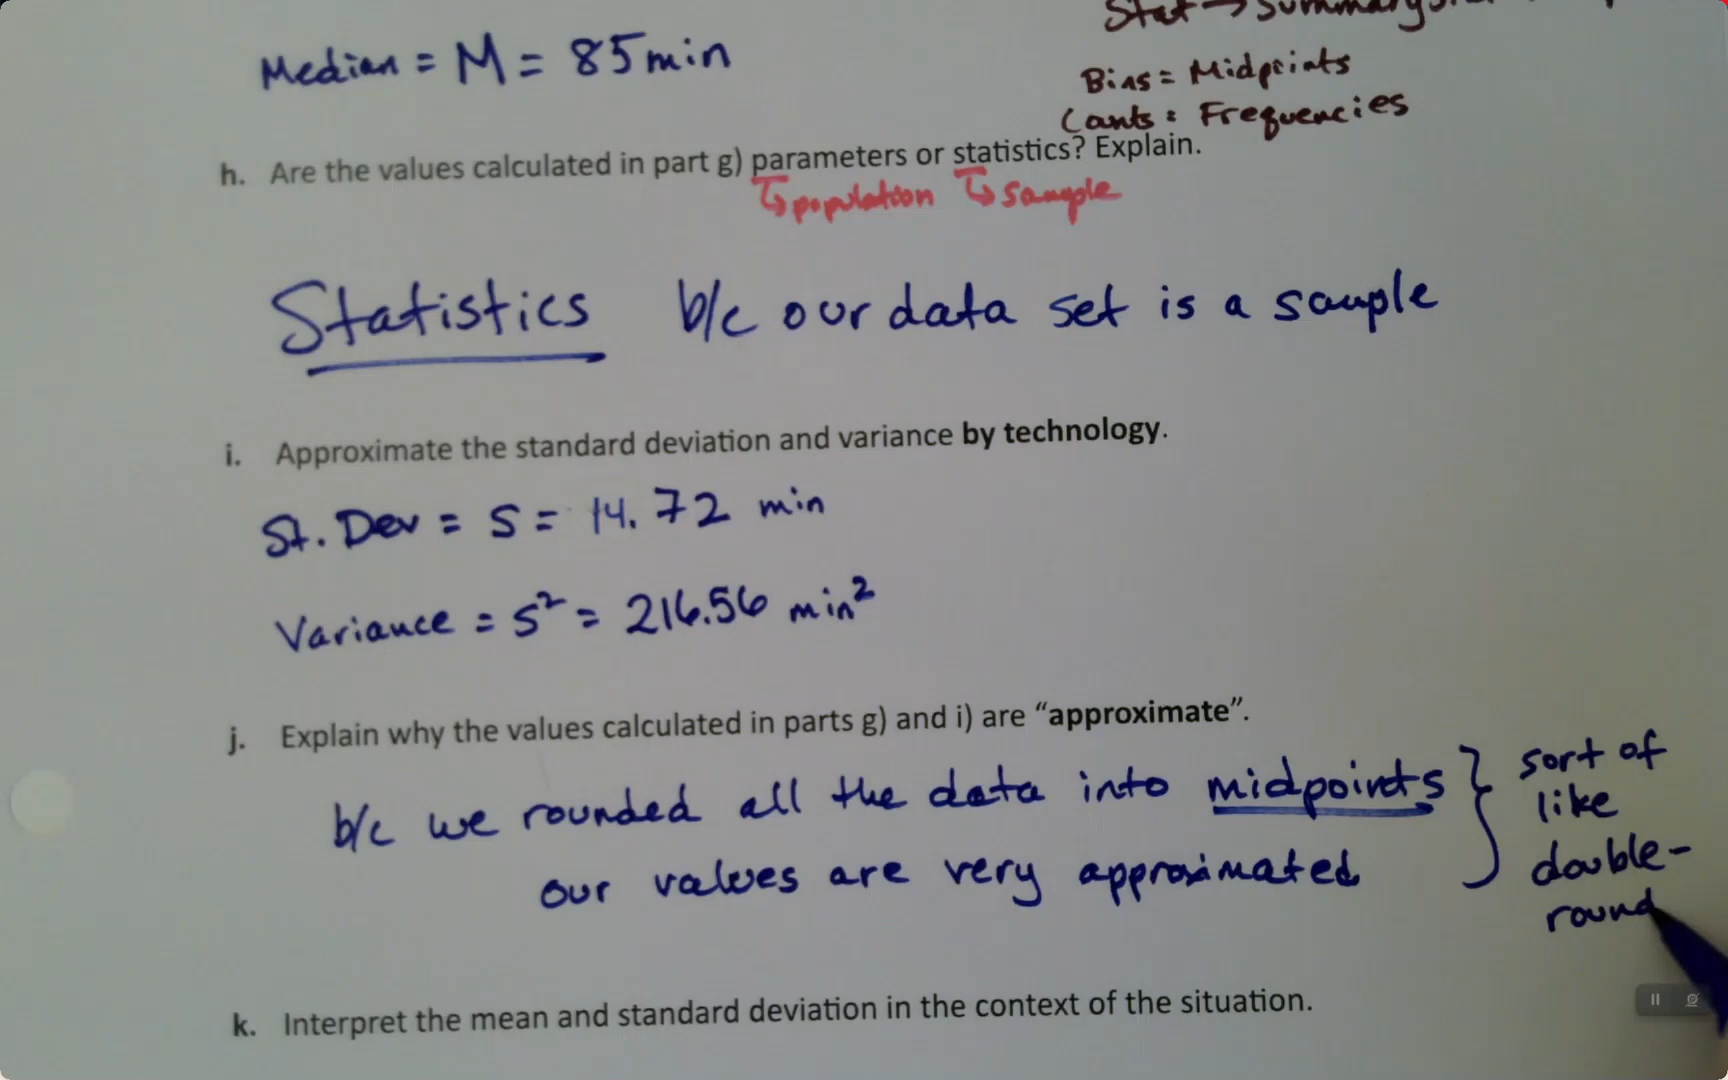 Stat → Summary
Median = M = 85 min
Bins = Midpoints
Counts = Frequencies
h. Are the values calculated in part g) parameters or statistics? Explain.
↳ population ↳ sample
Statistics b/c our data set is a sample
i. Approximate the standard deviation and variance by technology.
St. Dev = s = 14.72 min
Variance = s² = 216.56 min²
j. Explain why the values calculated in parts g) and i) are “approximate”.
b/c we rounded all the data into midpoints
our values are very approximated
sort of
like
double-
round
k. Interpret the mean and standard deviation in the context of the situation.